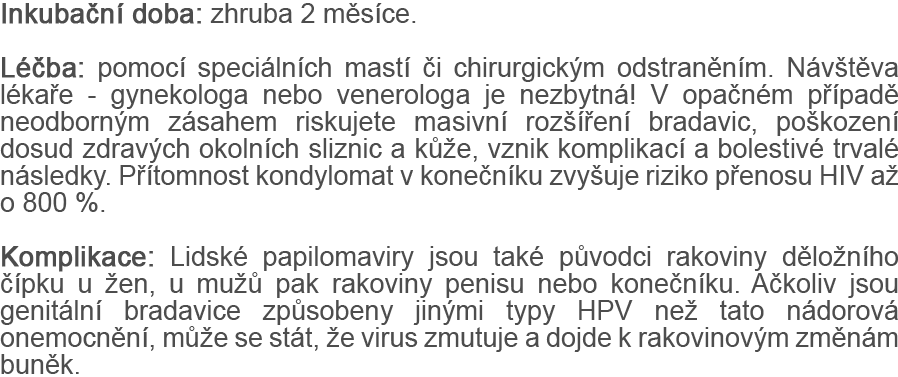 Inkubační doba: zhruba 2 měsíce.
Léčba: pomocí speciálních mastí či chirurgickým odstraněním. Návštěva
lékaře - gynekologa nebo venerologa je nezbytná! V opačném případě
neodborným zásahem riskujete masivní rozšíření bradavic, poškození
dosud zdravých okolních sliznic a kůže, vznik komplikací a bolestivé trvalé
následky. Přítomnost kondylomat v konečníku zvyšuje riziko přenosu HIV až
o 800 %.
Komplikace: Lidské papilomaviry jsou také původci rakoviny děložního
čípku u žen, u mužů pak rakoviny penisu nebo konečníku. Ačkoliv jsou
genitální bradavice způsobeny jinými typy HPV než tato nádorová
onemocnění, může se stát, že virus zmutuje a dojde k rakovinovým změnám
buněk.